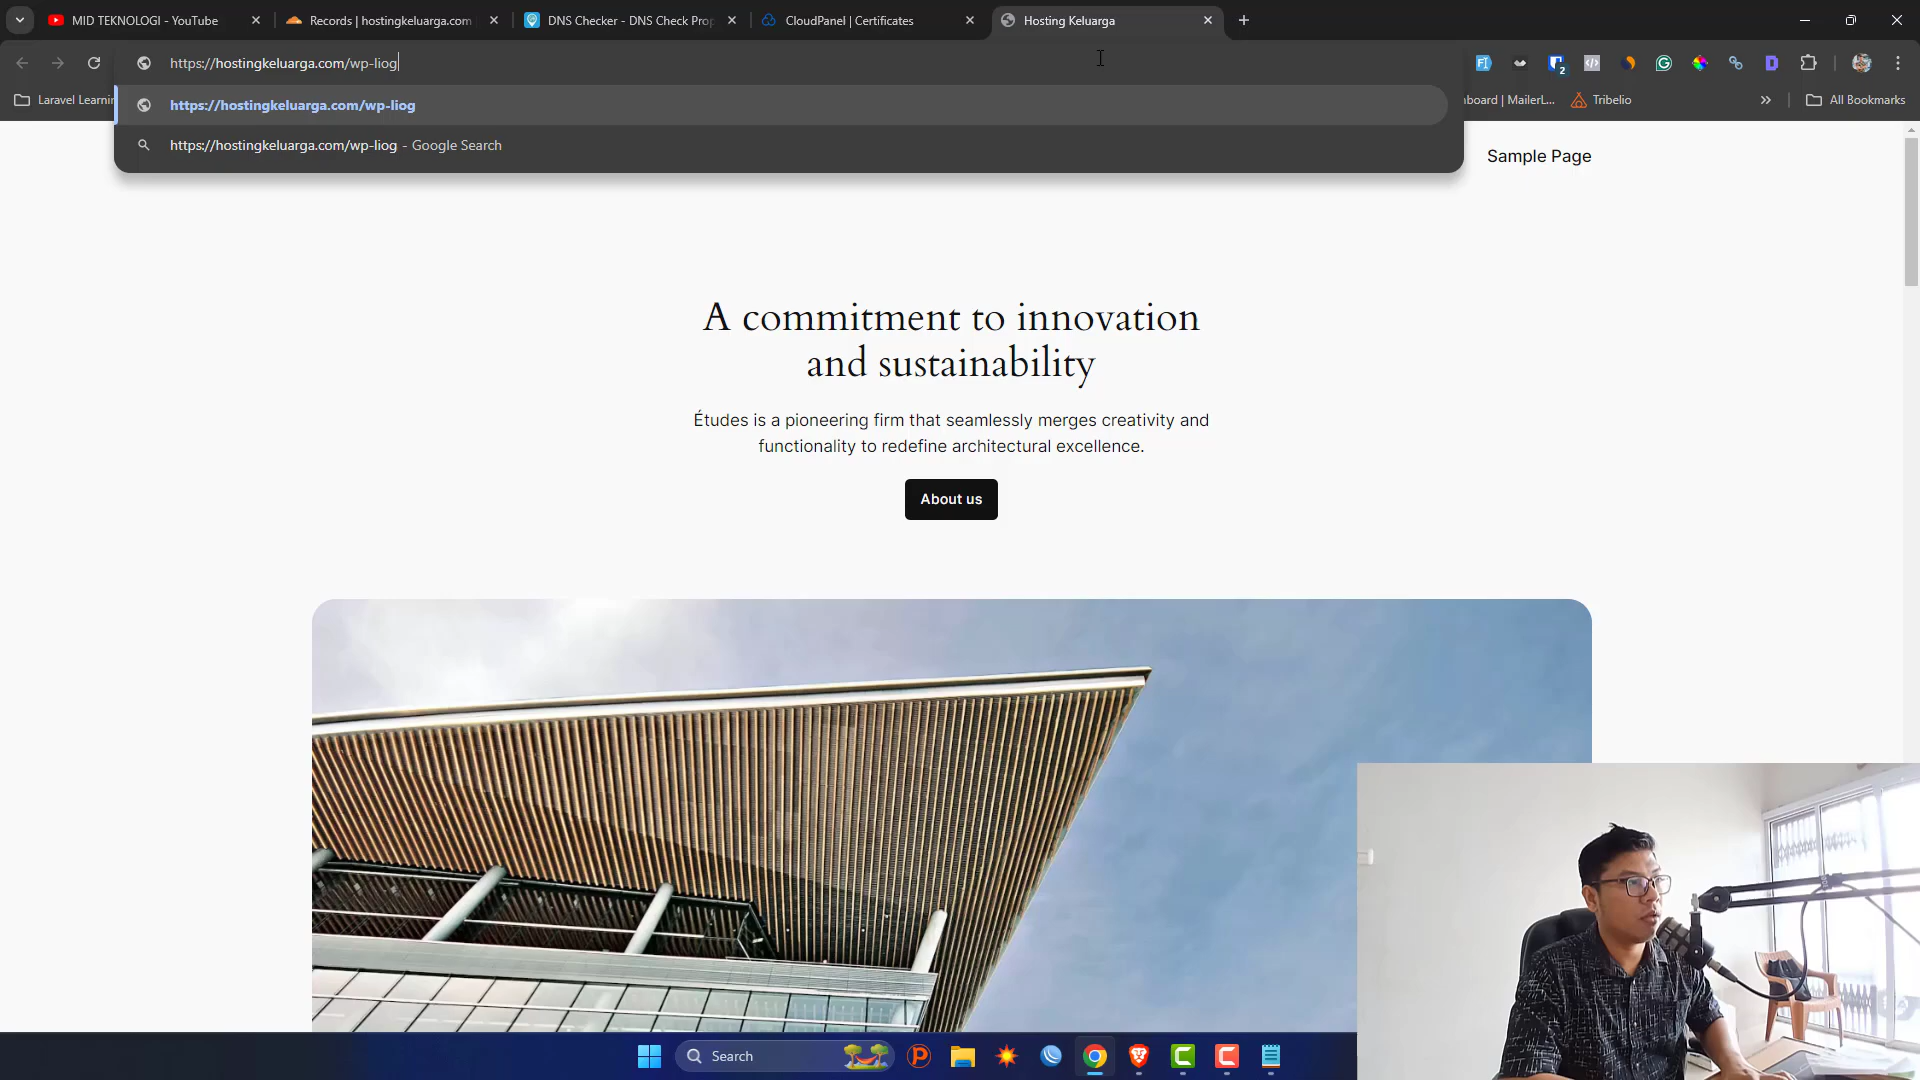 MID TEKNOLOGI - YouTube
Records | hostingkeluarga.com
DNS Checker - DNS Check Prop
CloudPanel | Certificates
Hosting Keluarga
https://hostingkeluarga.com/wp-liog
2
Laravel Learnin
https://hostingkeluarga.com/wp-liog
board | MailerL...
Tribelio
All Bookmarks
https://hostingkeluarga.com/wp-liog - Google Search
Sample Page
A commitment to innovation
and sustainability
Études is a pioneering firm that seamlessly merges creativity and
functionality to redefine architectural excellence.
About us
Search